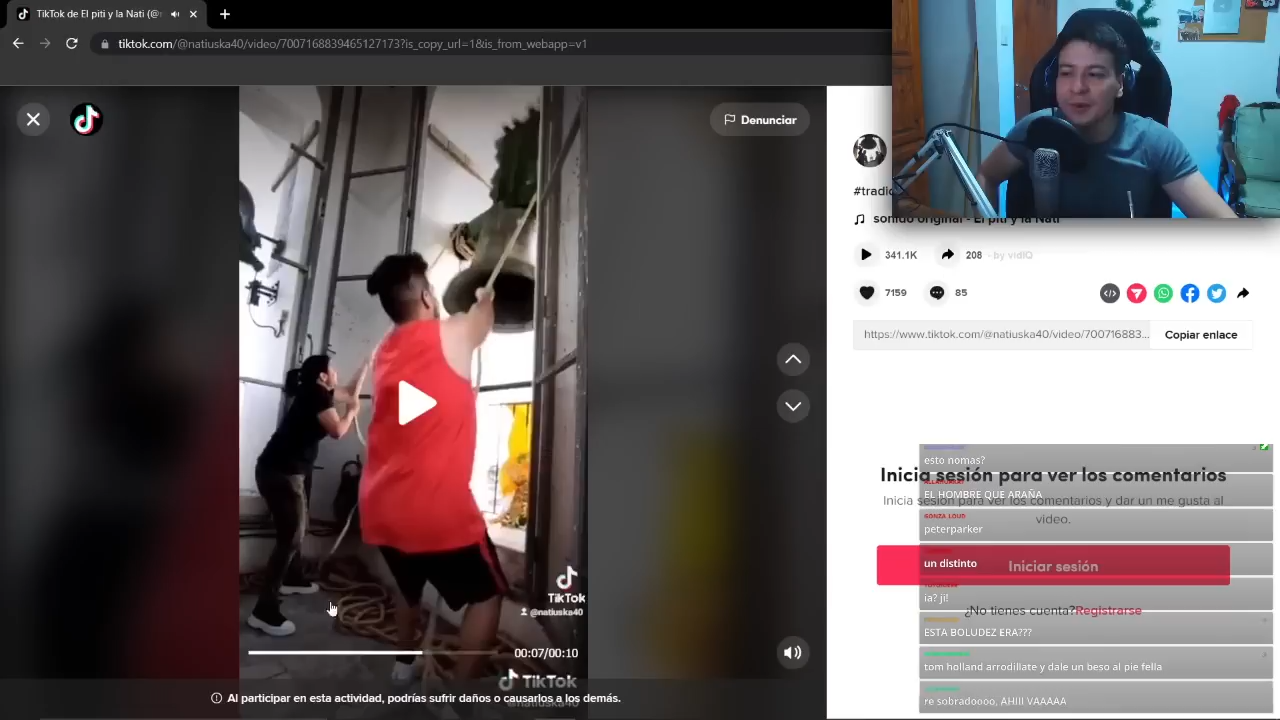 TikTok de El piti y la Nati (@n
tiktok.com/@natiuska40/video/7007168839465127173?is_copy_url=1&is_from_webapp=v1
Denunciar
#tradic
sonido original - El piti y la Nati
341.1K
208
- by vidIQ
7159
85
https://www.tiktok.com/@natiuska40/video/700716883...
Copiar enlace
TikTok
@natiuska40
00:07/00:10
TikTok
@natiuska40
Al participar en esta actividad, podrías sufrir daños o causarlos a los demás.
Inicia sesión para ver los comentarios
Inicia sesión para ver los comentarios y dar un me gusta al
video.
Iniciar sesión
¿No tienes cuenta?Registrarse
esto nomas?
EL HOMBRE QUE ARAÑA
GONZA LOUD
peterparker
un distinto
ia? ji!
ESTA BOLUDEZ ERA???
tom holland arrodillate y dale un beso al pie fella
re sobradoooo, AHIII VAAAAA